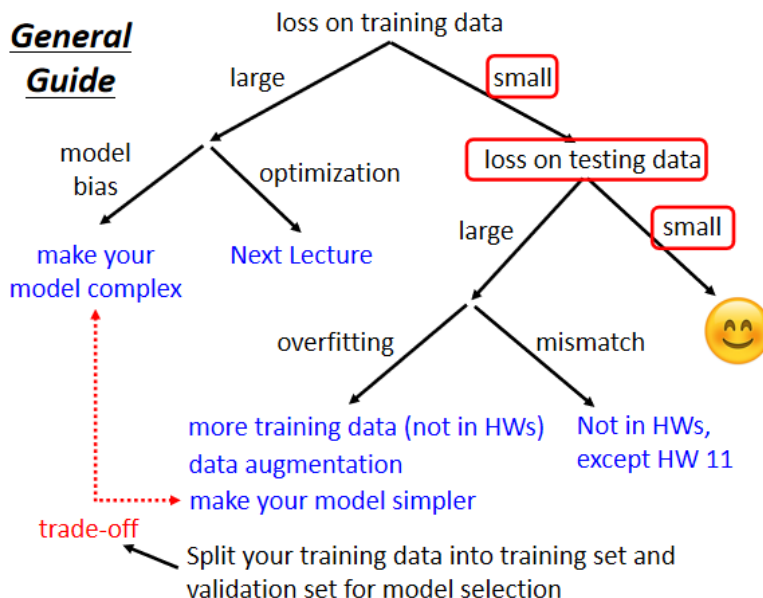 General
Guide
loss on training data
large
small
model
bias
optimization
loss on testing data
make your
model complex
Next Lecture
large
small
overfitting
mismatch
more training data (not in HWs)
data augmentation
make your model simpler
Not in HWs,
except HW 11
trade-off
Split your training data into training set and
validation set for model selection